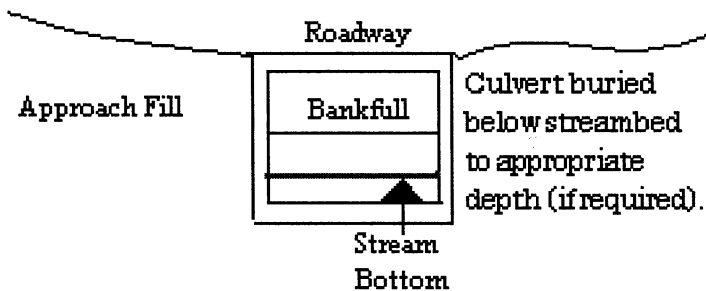 Roadway
Approach Fill
Bankfull
Culvert buried
below streambed
to appropriate
depth (if required).
Stream
Bottom